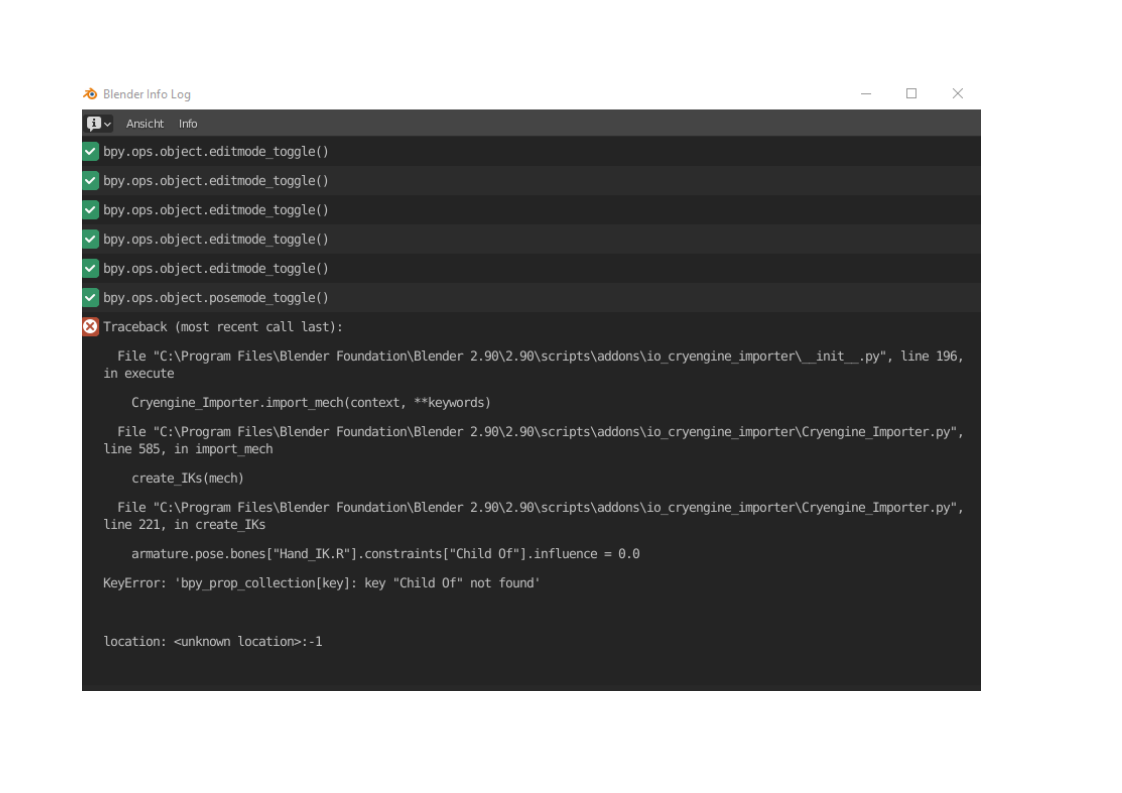 Blender Info Log
Ansicht Info
bpy.ops.object.editmode_toggle()
bpy.ops.object.editmode_toggle()
bpy.ops.object.editmode_toggle()
bpy.ops.object.editmode_toggle()
bpy.ops.object.editmode_toggle()
bpy.ops.object.posemode_toggle()
Traceback (most recent call last):
File "C:\Program Files\Blender Foundation\Blender 2.90\2.90\scripts\addons\io_cryengine_importer\__init__.py", line 196,
in execute
Cryengine_Importer.import_mech(context, **keywords)
File "C:\Program Files\Blender Foundation\Blender 2.90\2.90\scripts\addons\io_cryengine_importer\Cryengine_Importer.py",
line 585, in import_mech
create_IKs(mech)
File "C:\Program Files\Blender Foundation\Blender 2.90\2.90\scripts\addons\io_cryengine_importer\Cryengine_Importer.py",
line 221, in create_IKs
armature.pose.bones["Hand_IK.R"].constraints["Child Of"].influence = 0.0
KeyError: 'bpy_prop_collection[key]: key "Child Of" not found'
location: <unknown location>:-1